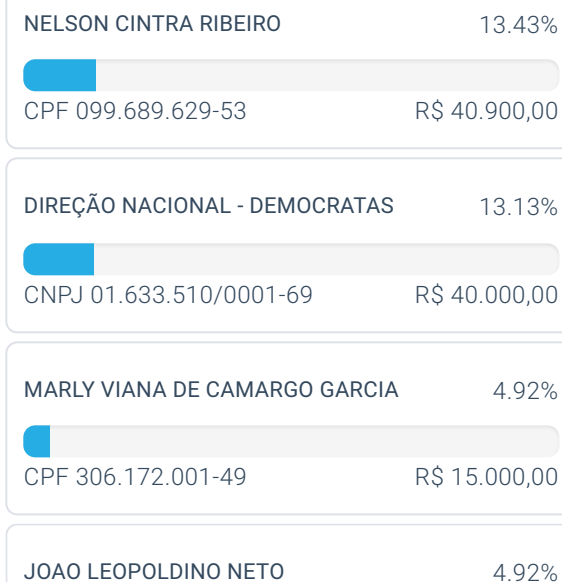 NELSON CINTRA RIBEIRO 13.43%
CPF 099.689.629-53 R$ 40.900,00
DIREÇÃO NACIONAL - DEMOCRATAS 13.13%
CNPJ 01.633.510/0001-69 R$ 40.000,00
MARLY VIANA DE CAMARGO GARCIA 4.92%
CPF 306.172.001-49 R$ 15.000,00
JOAO LEOPOLDINO NETO 4.92%